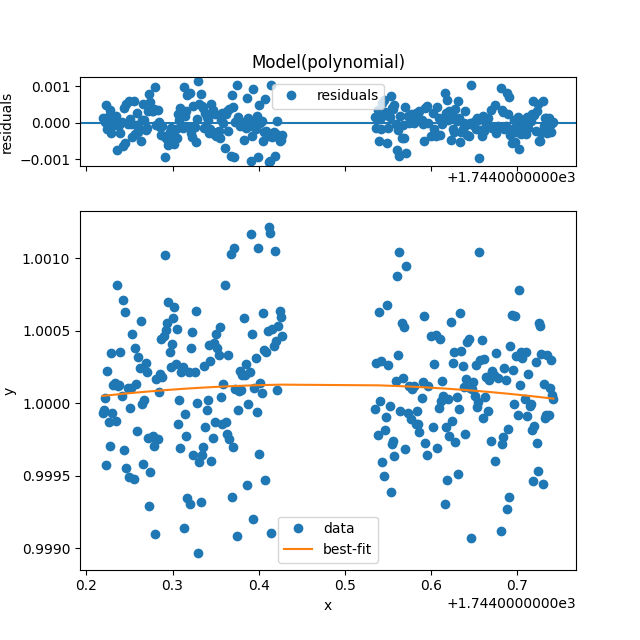 Model(polynomial)
0.001
0.000
−0.001
residuals
residuals
+1.7440000000e3
1.0010
1.0005
1.0000
0.9995
0.9990
y
data
best-fit
0.2 0.3 0.4 0.5 0.6 0.7
x
+1.7440000000e3